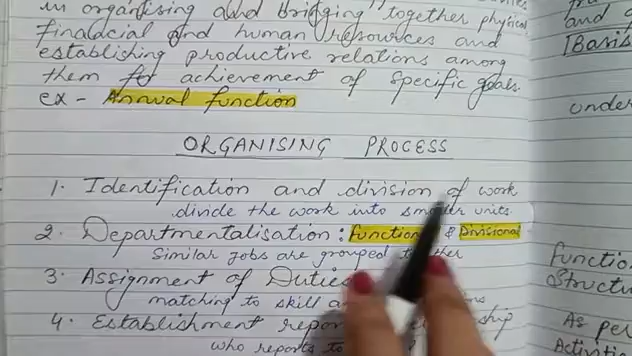 in organising and bridging together physical
finacial and human resources and
establishing productive relations among
them for achievement of specific goals.
ex - Annual function
ORGANISING PROCESS
1. Identification and division of work
divide the work into smaller units.
2. Departmentalisation : function & Divisional
Similar jobs are grouped together
3. Assignment of Duties
matching to skill
4. Establishment
who reports to
and
[Basis
under
Functio
Structu
As per
Activiti